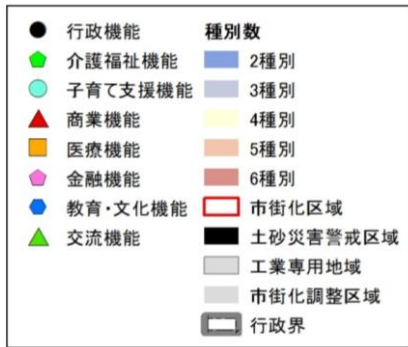 行政機能
介護福祉機能
子育て支援機能
商業機能
医療機能
金融機能
教育・文化機能
交流機能
種別数
2種別
3種別
4種別
5種別
6種別
市街化区域
土砂災害警戒区域
工業専用地域
市街化調整区域
行政界